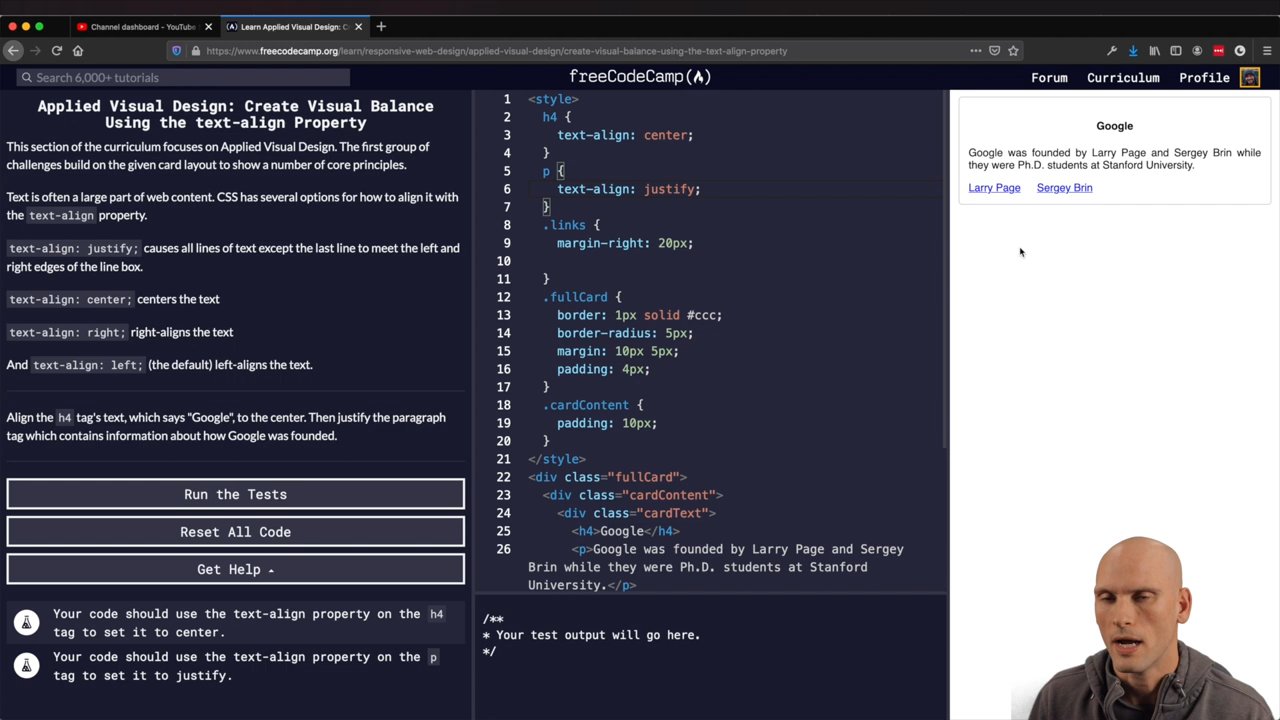 Channel dashboard - YouTube
Learn Applied Visual Design: C
https://www.freecodecamp.org/learn/responsive-web-design/applied-visual-design/create-visual-balance-using-the-text-align-property
Search 6,000+ tutorials
freeCodeCamp
Forum
Curriculum
Profile
Applied Visual Design: Create Visual Balance
Using the text-align Property
This section of the curriculum focuses on Applied Visual Design. The first group of
challenges build on the given card layout to show a number of core principles.
Text is often a large part of web content. CSS has several options for how to align it with
the text-align property.
text-align: justify; causes all lines of text except the last line to meet the left and
right edges of the line box.
text-align: center; centers the text
text-align: right; right-aligns the text
And text-align: left; (the default) left-aligns the text.
Align the h4 tag's text, which says "Google", to the center. Then justify the paragraph
tag which contains information about how Google was founded.
Run the Tests
Reset All Code
Get Help
Your code should use the text-align property on the h4
tag to set it to center.
Your code should use the text-align property on the p
tag to set it to justify.
1 <style>
2 h4 {
3 text-align: center;
4 }
5 p {
6 text-align: justify;
7 }
8 .links {
9 margin-right: 20px;
10
11 }
12 .fullCard {
13 border: 1px solid #ccc;
14 border-radius: 5px;
15 margin: 10px 5px;
16 padding: 4px;
17 }
18 .cardContent {
19 padding: 10px;
20 }
21 </style>
22 <div class="fullCard">
23 <div class="cardContent">
24 <div class="cardText">
25 <h4>Google</h4>
26 <p>Google was founded by Larry Page and Sergey
Brin while they were Ph.D. students at Stanford
University.</p>
/**
* Your test output will go here.
*/
Google
Google was founded by Larry Page and Sergey Brin while
they were Ph.D. students at Stanford University.
Larry Page
Sergey Brin